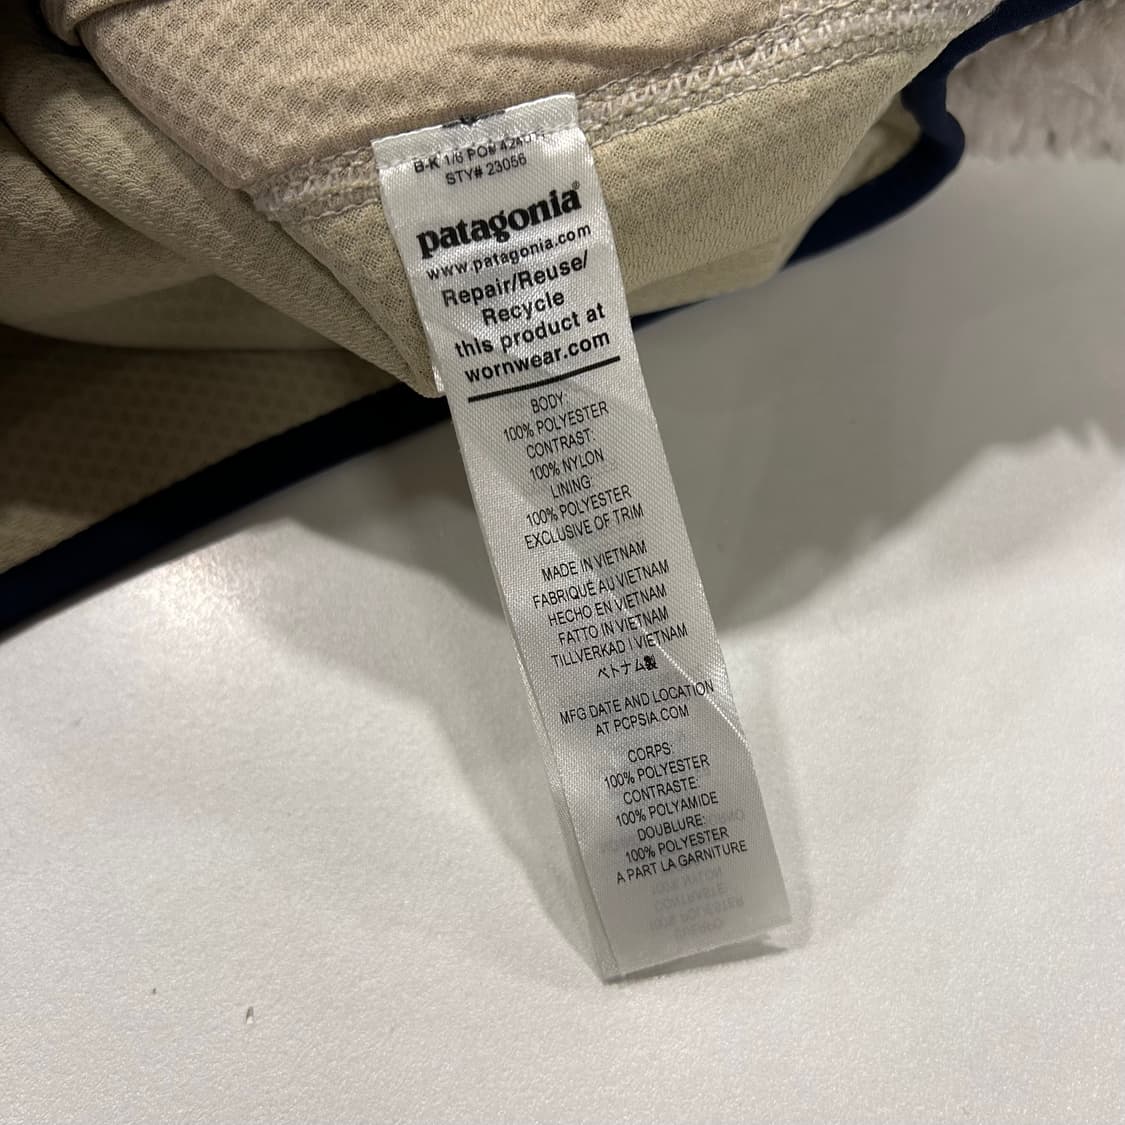 B-K 1/6 PO#
STY# 23056
patagonia®
www.patagonia.com
Repair/Reuse/
Recycle
this product at
wornwear.com
BODY:
100% POLYESTER
CONTRAST:
100% NYLON
LINING:
100% POLYESTER
EXCLUSIVE OF TRIM
MADE IN VIETNAM
FABRIQUÉ AU VIETNAM
HECHO EN VIETNAM
FATTO IN VIETNAM
TILLVERKAD I VIETNAM
ベトナム製
MFG DATE AND LOCATION
AT PCPSIA.COM
CORPS:
100% POLYESTER
CONTRASTE:
100% POLYAMIDE
DOUBLURE:
100% POLYESTER
A PART LA GARNITURE